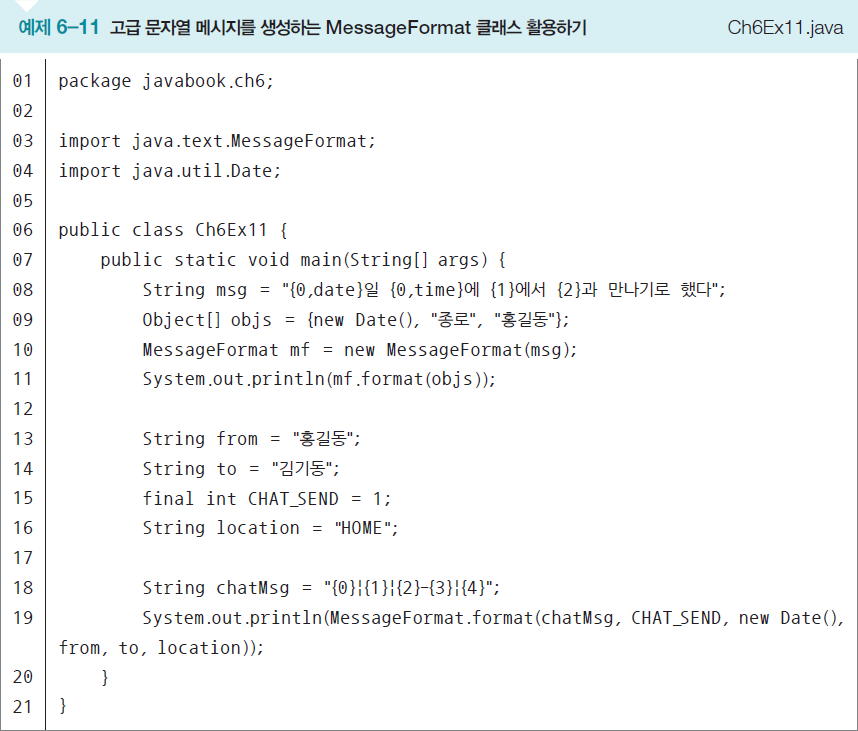 예제 6-11 고급 문자열 메시지를 생성하는 MessageFormat 클래스 활용하기 Ch6Ex11.java
01 package javabook.ch6;
02
03 import java.text.MessageFormat;
04 import java.util.Date;
05
06 public class Ch6Ex11 {
07     public static void main(String[] args) {
08         String msg = "{0,date}일 {0,time}에 {1}에서 {2}과 만나기로 했다";
09         Object[] objs = {new Date(), "종로", "홍길동"};
10         MessageFormat mf = new MessageFormat(msg);
11         System.out.println(mf.format(objs));
12
13         String from = "홍길동";
14         String to = "김기동";
15         final int CHAT_SEND = 1;
16         String location = "HOME";
17
18         String chatMsg = "{0}¦{1}¦{2}-{3}¦{4}";
19         System.out.println(MessageFormat.format(chatMsg, CHAT_SEND, new Date(),
from, to, location));
20     }
21 }